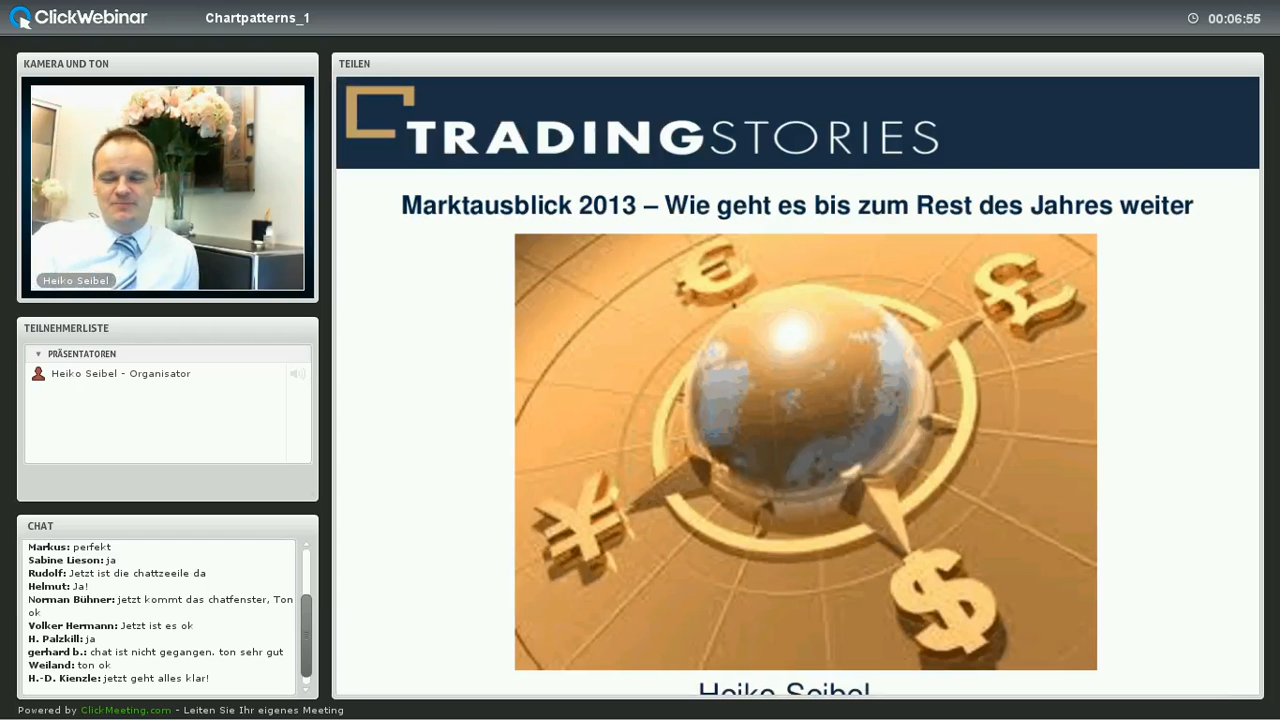 ClickWebinar
Chartpatterns_1
00:06:55
KAMERA UND TON
Heiko Seibel
TEILNEHMERLISTE
PRÄSENTATOREN
Heiko Seibel - Organisator
CHAT
Markus: perfekt
Sabine Lieson: ja
Rudolf: Jetzt ist die chattzeeile da
Helmut: Ja!
Norman Bühner: jetzt kommt das chatfenster, Ton
ok
Volker Hermann: Jetzt ist es ok
H. Palzkill: ja
gerhard b.: chat ist nicht gegangen. ton sehr gut
Weiland: ton ok
H.-D. Kienzle: jetzt geht alles klar!
TEILEN
TRADINGSTORIES
Marktausblick 2013 – Wie geht es bis zum Rest des Jahres weiter
€
£
¥
$
Heiko Seibel
Powered by ClickMeeting.com - Leiten Sie Ihr eigenes Meeting